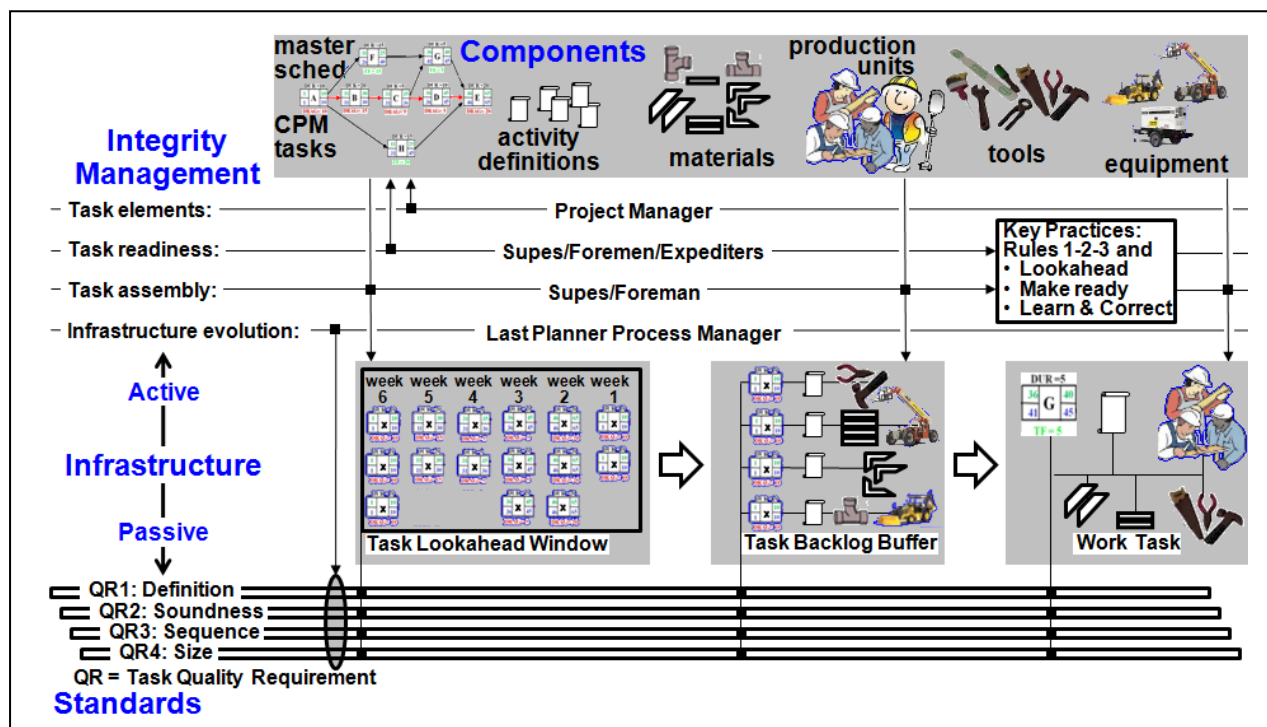 master
sched
Components
production
units
CPM
tasks
activity
definitions
materials
tools
equipment
Integrity
Management
Task elements:
Project Manager
Task readiness:
Supes/Foremen/Expediters
Task assembly:
Supes/Foreman
Infrastructure evolution:
Last Planner Process Manager
Key Practices:
Rules 1-2-3 and
• Lookahead
• Make ready
• Learn & Correct
Active
Infrastructure
Passive
week week week week week week
6 5 4 3 2 1
Task Lookahead Window
Task Backlog Buffer
DUR =5
36 G 40
41 45
TF = 5
Work Task
QR1: Definition
QR2: Soundness
QR3: Sequence
QR4: Size
QR = Task Quality Requirement
Standards